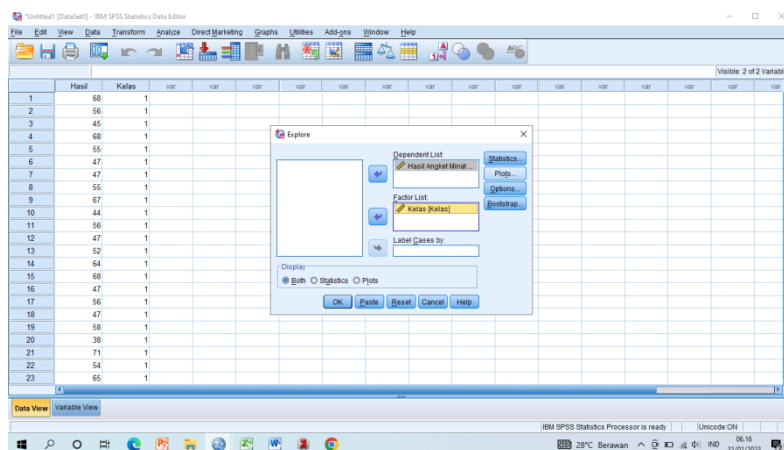 *Untitled1 [DataSet0] - IBM SPSS Statistics Data Editor
File Edit View Data Transform Analyze Direct Marketing Graphs Utilities Add-ons Window Help
Visible: 2 of 2 Variabl
Hasil Kelas var var var var var var var var var var var var var
1 68 1
2 56 1
3 45 1
4 68 1
5 55 1
6 47 1
7 47 1
8 55 1
9 67 1
10 44 1
11 56 1
12 47 1
13 52 1
14 64 1
15 68 1
16 47 1
17 56 1
18 47 1
19 58 1
20 38 1
21 71 1
22 54 1
23 65 1
Explore
Dependent List:
Hasil Angket Minat ...
Factor List:
Kelas [Kelas]
Label Cases by:
Statistics...
Plots...
Options...
Bootstrap...
Display
Both Statistics Plots
OK Paste Reset Cancel Help
Data View Variable View
IBM SPSS Statistics Processor is ready Unicode:ON
28°C Berawan IND 06.16
31/01/2023